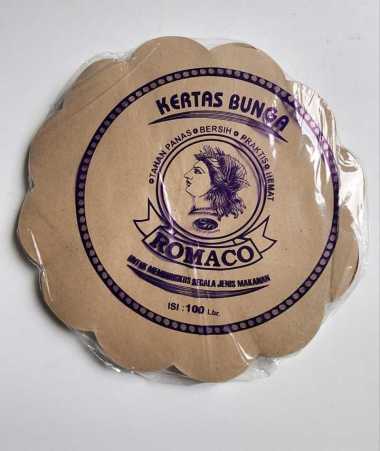 KERTAS BUNGA
TAHAN PANAS • BERSIH • PRAKTIS • HEMAT
ROMACO
UNTUK MEMBUNGKUS SEGALA JENIS MAKANAN
ISI : 100 Lbr.